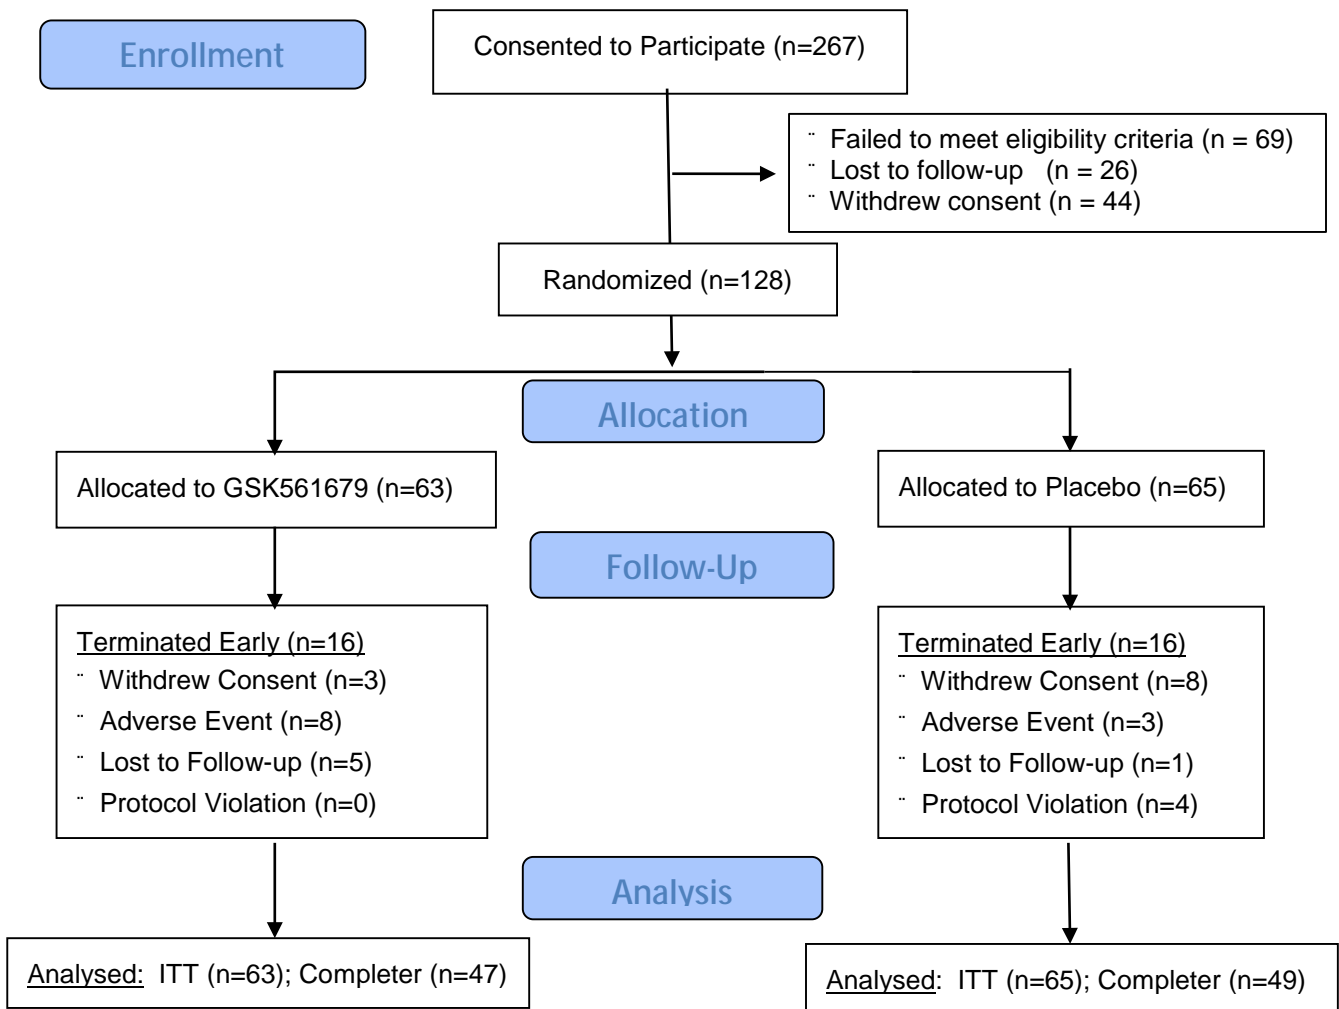 Enrollment
Consented to Participate (n=267)
¨ Failed to meet eligibility criteria (n = 69)
¨ Lost to follow-up (n = 26)
¨ Withdrew consent (n = 44)
Randomized (n=128)
Allocation
Allocated to GSK561679 (n=63)
Allocated to Placebo (n=65)
Follow-Up
Terminated Early (n=16)
¨ Withdrew Consent (n=3)
¨ Adverse Event (n=8)
¨ Lost to Follow-up (n=5)
¨ Protocol Violation (n=0)
Terminated Early (n=16)
¨ Withdrew Consent (n=8)
¨ Adverse Event (n=3)
¨ Lost to Follow-up (n=1)
¨ Protocol Violation (n=4)
Analysis
Analysed: ITT (n=63); Completer (n=47)
Analysed: ITT (n=65); Completer (n=49)